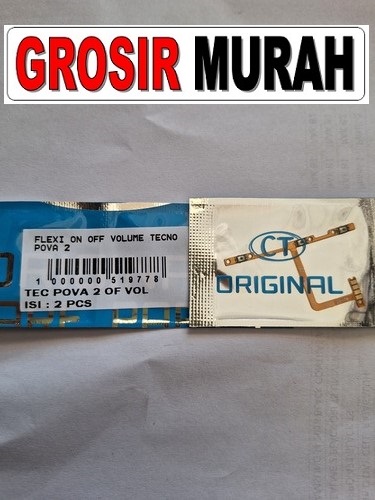 GROSIR MURAH
FLEXI ON OFF VOLUME TECNO
POVA 2
1 000000 519778
TEC POVA 2 OF VOL
ISI : 2 PCS
CT
ORIGINAL